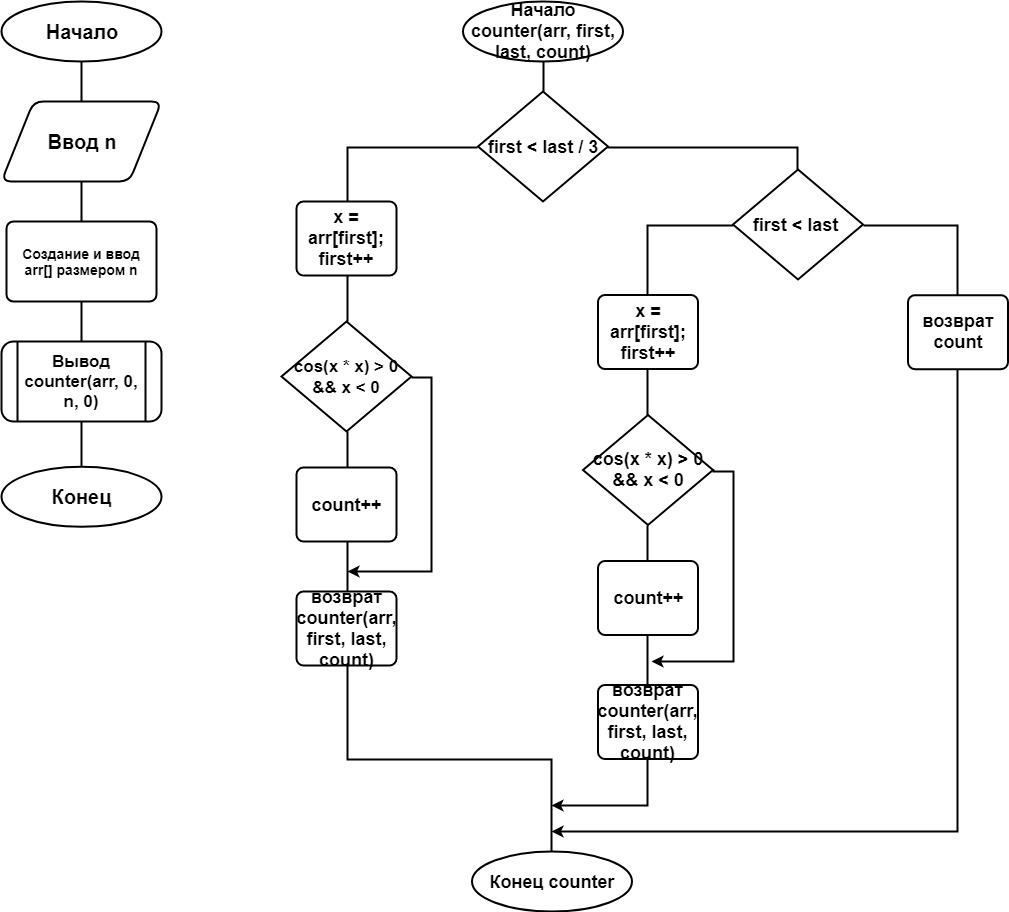 Начало
Ввод n
Создание и ввод
arr[] размером n
Вывод
counter(arr, 0,
n, 0)
Конец
Начало
counter(arr, first,
last, count)
first < last / 3
x =
arr[first];
first++
cos(x * x) > 0
&& x < 0
count++
возврат
counter(arr,
first, last,
count)
first < last
x =
arr[first];
first++
cos(x * x) > 0
&& x < 0
count++
возврат
counter(arr,
first, last,
count)
возврат
count
Конец counter